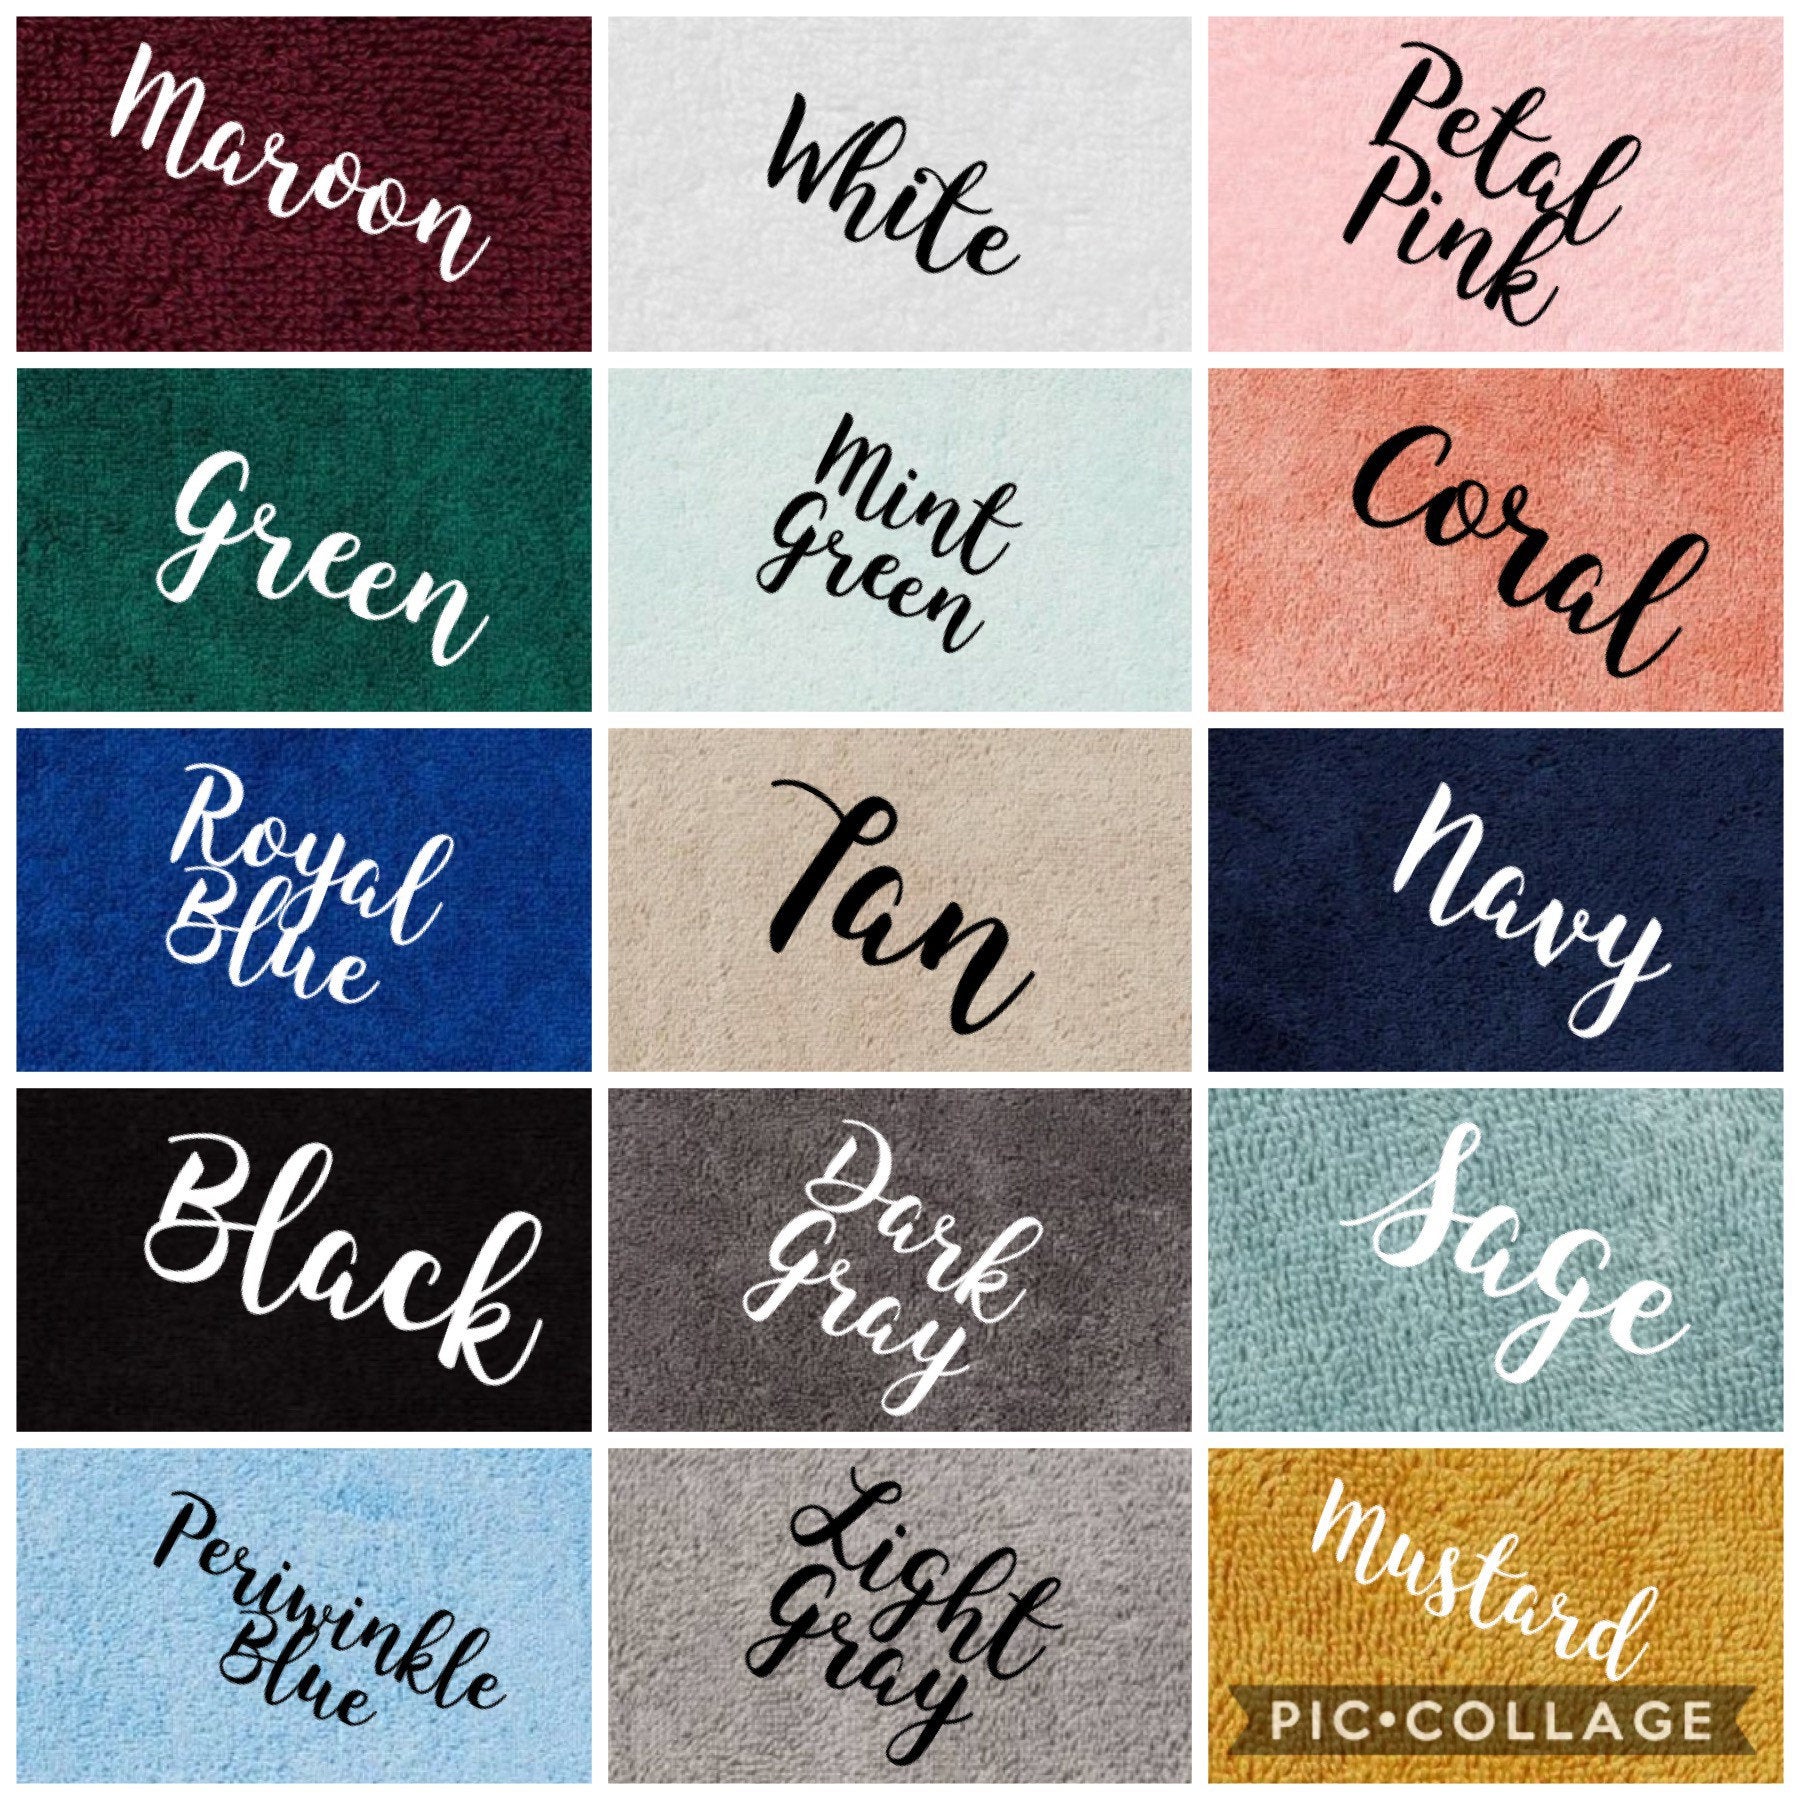 Maroon
White
Petal
Pink
Green
Mint
Green
Coral
Royal
Blue
Tan
Navy
Black
Dark
Gray
Sage
Periwinkle
Blue
Light
Gray
Mustard
PIC•COLLAGE